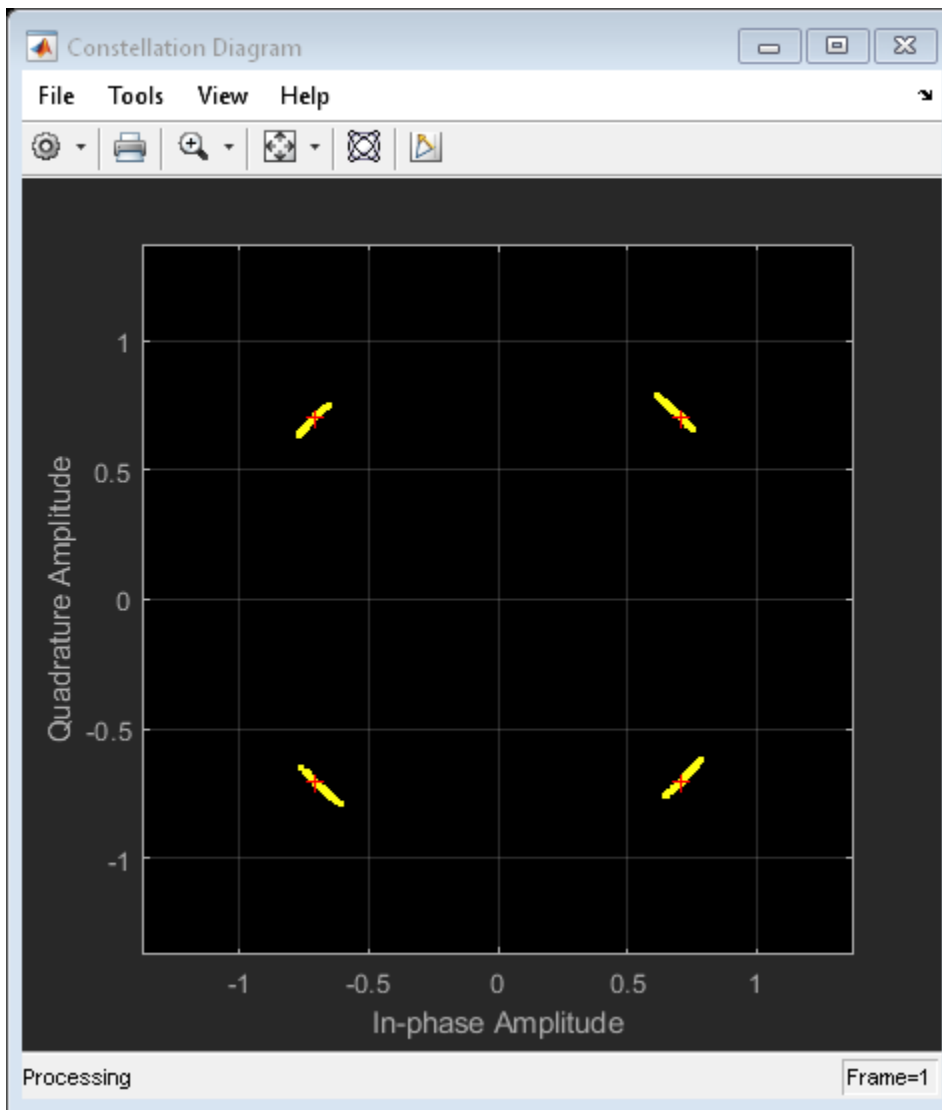 Constellation Diagram
File Tools View Help
1
0.5
0
-0.5
-1
Quadrature Amplitude
-1 -0.5 0 0.5 1
In-phase Amplitude
Processing Frame=1